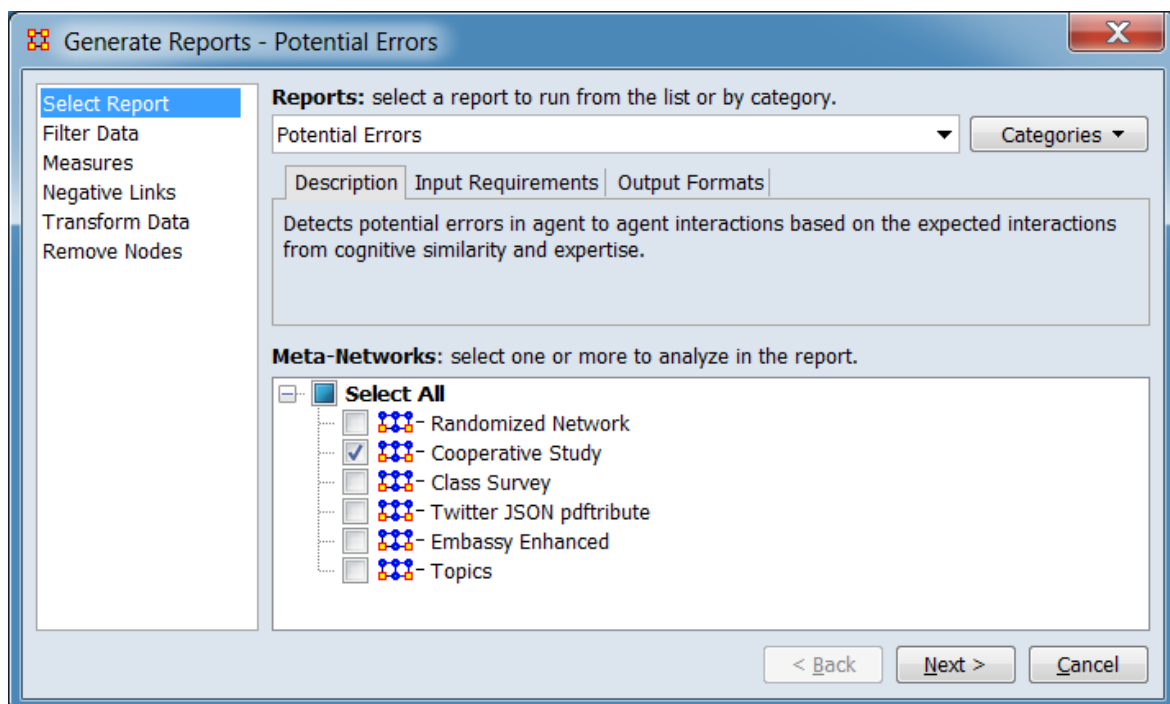 Generate Reports - Potential Errors
X
Select Report
Filter Data
Measures
Negative Links
Transform Data
Remove Nodes
Reports: select a report to run from the list or by category.
Potential Errors
Categories
Description Input Requirements Output Formats
Detects potential errors in agent to agent interactions based on the expected interactions
from cognitive similarity and expertise.
Meta-Networks: select one or more to analyze in the report.
Select All
Randomized Network
Cooperative Study
Class Survey
Twitter JSON pdftribute
Embassy Enhanced
Topics
< Back Next > Cancel